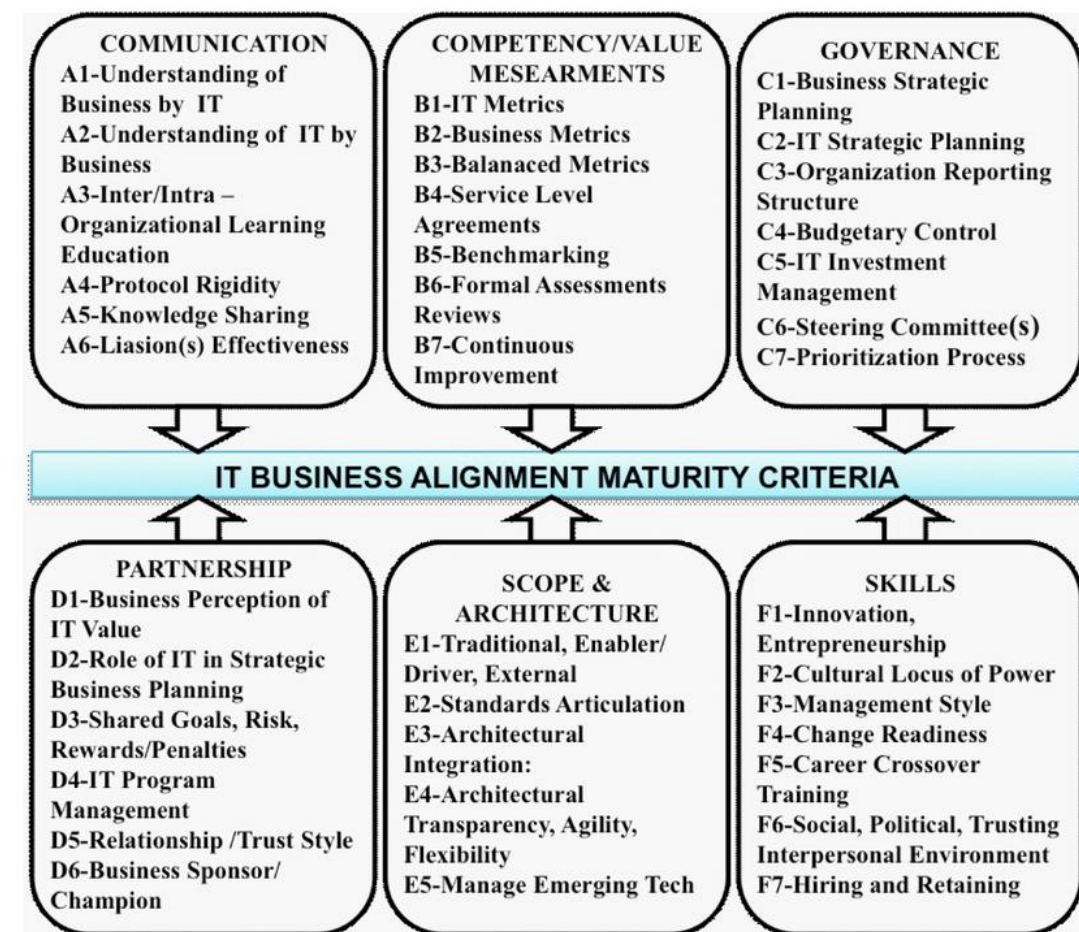 COMMUNICATION
A1-Understanding of
Business by IT
A2-Understanding of IT by
Business
A3-Inter/Intra –
Organizational Learning
Education
A4-Protocol Rigidity
A5-Knowledge Sharing
A6-Liasion(s) Effectiveness
COMPETENCY/VALUE
MESEARMENTS
B1-IT Metrics
B2-Business Metrics
B3-Balanaced Metrics
B4-Service Level
Agreements
B5-Benchmarking
B6-Formal Assessments
Reviews
B7-Continuous
Improvement
GOVERNANCE
C1-Business Strategic
Planning
C2-IT Strategic Planning
C3-Organization Reporting
Structure
C4-Budgetary Control
C5-IT Investment
Management
C6-Steering Committee(s)
C7-Prioritization Process
IT BUSINESS ALIGNMENT MATURITY CRITERIA
PARTNERSHIP
D1-Business Perception of
IT Value
D2-Role of IT in Strategic
Business Planning
D3-Shared Goals, Risk,
Rewards/Penalties
D4-IT Program
Management
D5-Relationship /Trust Style
D6-Business Sponsor/
Champion
SCOPE &
ARCHITECTURE
E1-Traditional, Enabler/
Driver, External
E2-Standards Articulation
E3-Architectural
Integration:
E4-Architectural
Transparency, Agility,
Flexibility
E5-Manage Emerging Tech
SKILLS
F1-Innovation,
Entrepreneurship
F2-Cultural Locus of Power
F3-Management Style
F4-Change Readiness
F5-Career Crossover
Training
F6-Social, Political, Trusting
Interpersonal Environment
F7-Hiring and Retaining